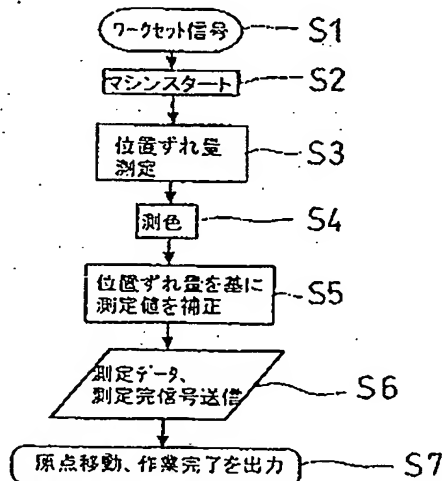 ワークセット信号
S1
マシンスタート
S2
位置ずれ量
測定
S3
測色
S4
位置ずれ量を基に
測定値を補正
S5
測定データ、
測定完信号送信
S6
原点移動、作業完了を出力
S7